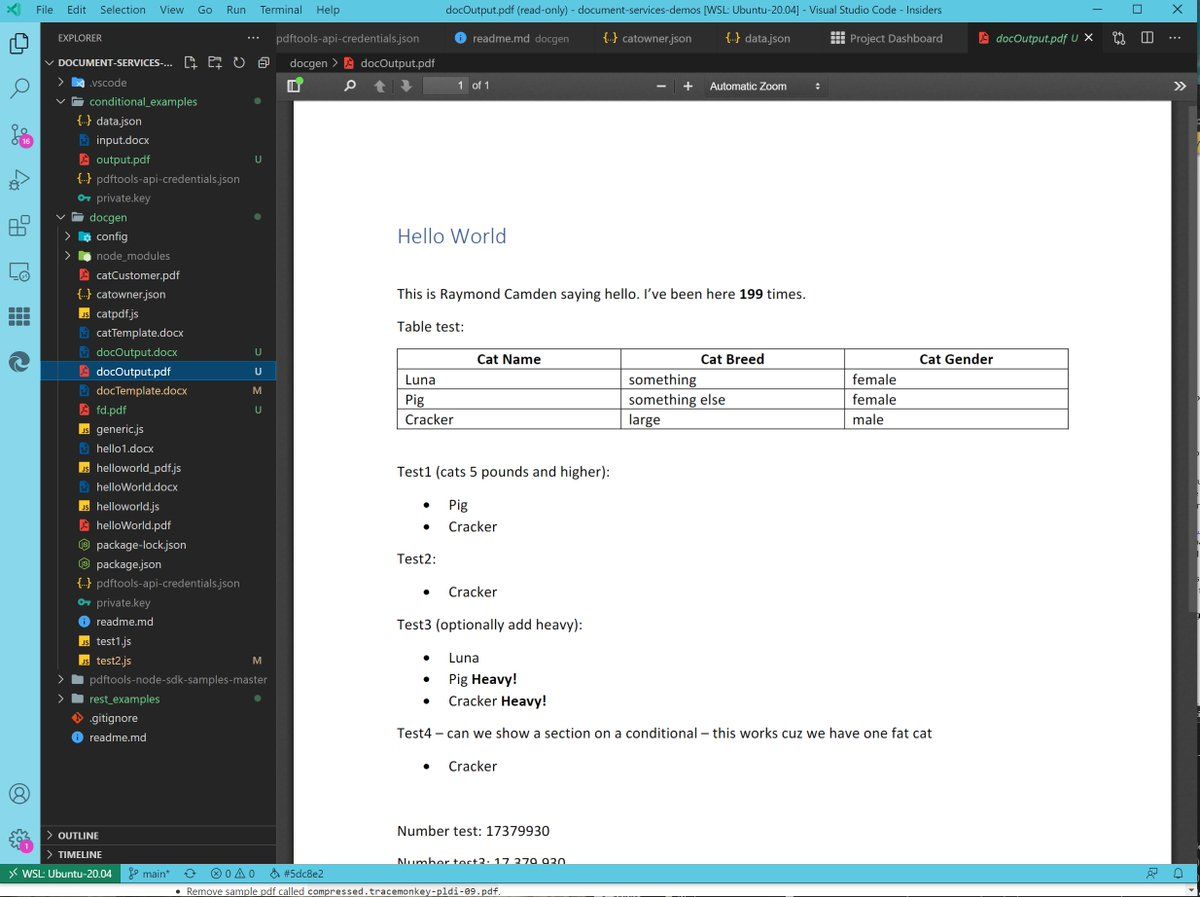 File Edit Selection View Go Run Terminal Help docOutput.pdf (read-only) - document-services-demos [WSL: Ubuntu-20.04] - Visual Studio Code - Insiders
EXPLORER
pdftools-api-credentials.json readme.md docgen catowner.json data.json Project Dashboard docOutput.pdf U
DOCUMENT-SERVICES-...
docgen > docOutput.pdf
1 of 1 Automatic Zoom
.vscode
conditional_examples
data.json
input.docx
output.pdf U
pdftools-api-credentials.json
private.key
docgen
config
node_modules
catCustomer.pdf
catowner.json
catpdf.js
catTemplate.docx
docOutput.docx U
docOutput.pdf U
docTemplate.docx M
fd.pdf U
generic.js
hello1.docx
helloworld_pdf.js
helloWorld.docx
helloworld.js
helloWorld.pdf
package-lock.json
package.json
pdftools-api-credentials.json
private.key
readme.md
test1.js
test2.js M
pdftools-node-sdk-samples-master
rest_examples
.gitignore
readme.md
OUTLINE
TIMELINE
16
1
Hello World
This is Raymond Camden saying hello. I've been here 199 times.
Table test:
Cat Name Cat Breed Cat Gender
Luna something female
Pig something else female
Cracker large male
Test1 (cats 5 pounds and higher):
• Pig
• Cracker
Test2:
• Cracker
Test3 (optionally add heavy):
• Luna
• Pig Heavy!
• Cracker Heavy!
Test4 – can we show a section on a conditional – this works cuz we have one fat cat
• Cracker
Number test: 17379930
Number test3: 17,379,930
WSL: Ubuntu-20.04 main* 0 0 #5dc8e2
• Remove sample pdf called compressed.tracemonkey-pldi-09.pdf.